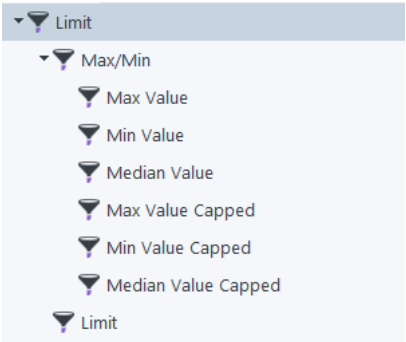 Limit
Max/Min
Max Value
Min Value
Median Value
Max Value Capped
Min Value Capped
Median Value Capped
Limit